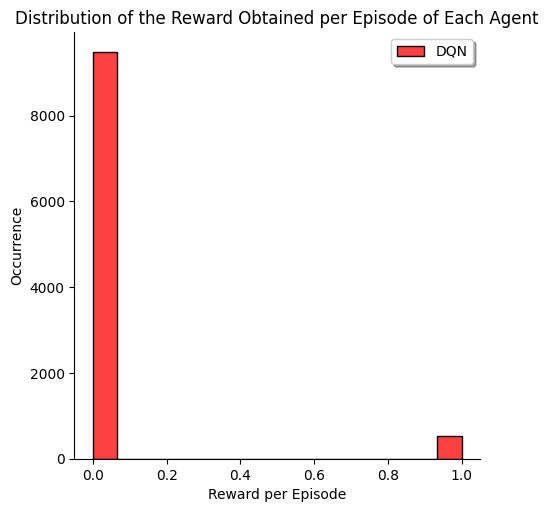 Distribution of the Reward Obtained per Episode of Each Agent
DQN
8000
6000
4000
2000
0
Occurrence
0.0 0.2 0.4 0.6 0.8 1.0
Reward per Episode